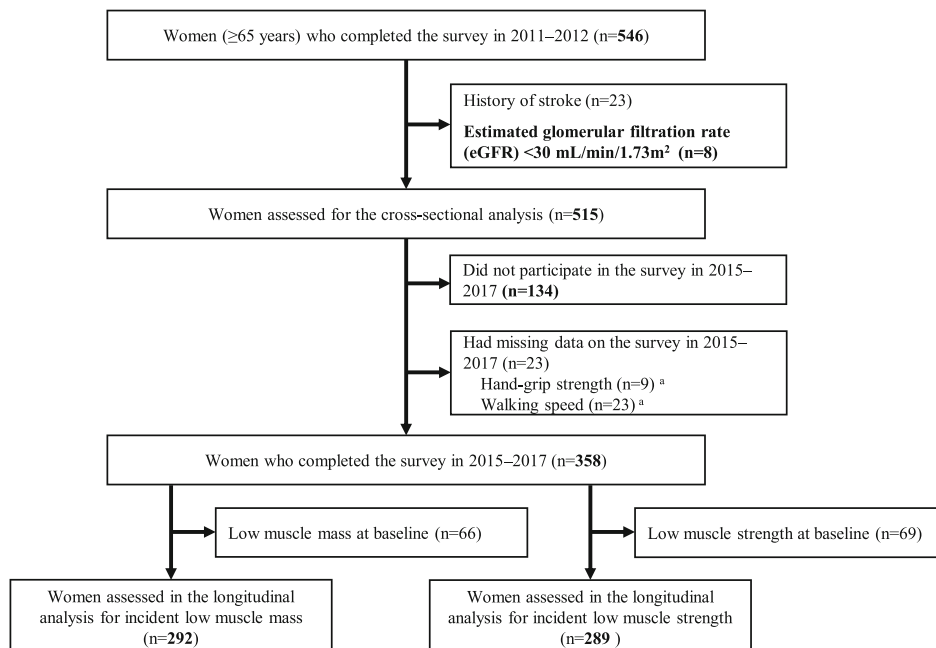 Women (≥65 years) who completed the survey in 2011–2012 (n=546)
History of stroke (n=23)
Estimated glomerular filtration rate
(eGFR) <30 mL/min/1.73m² (n=8)
Women assessed for the cross-sectional analysis (n=515)
Did not participate in the survey in 2015–
2017 (n=134)
Had missing data on the survey in 2015–
2017 (n=23)
Hand-grip strength (n=9) ᵃ
Walking speed (n=23) ᵃ
Women who completed the survey in 2015–2017 (n=358)
Low muscle mass at baseline (n=66)
Low muscle strength at baseline (n=69)
Women assessed in the longitudinal
analysis for incident low muscle mass
(n=292)
Women assessed in the longitudinal
analysis for incident low muscle strength
(n=289 )